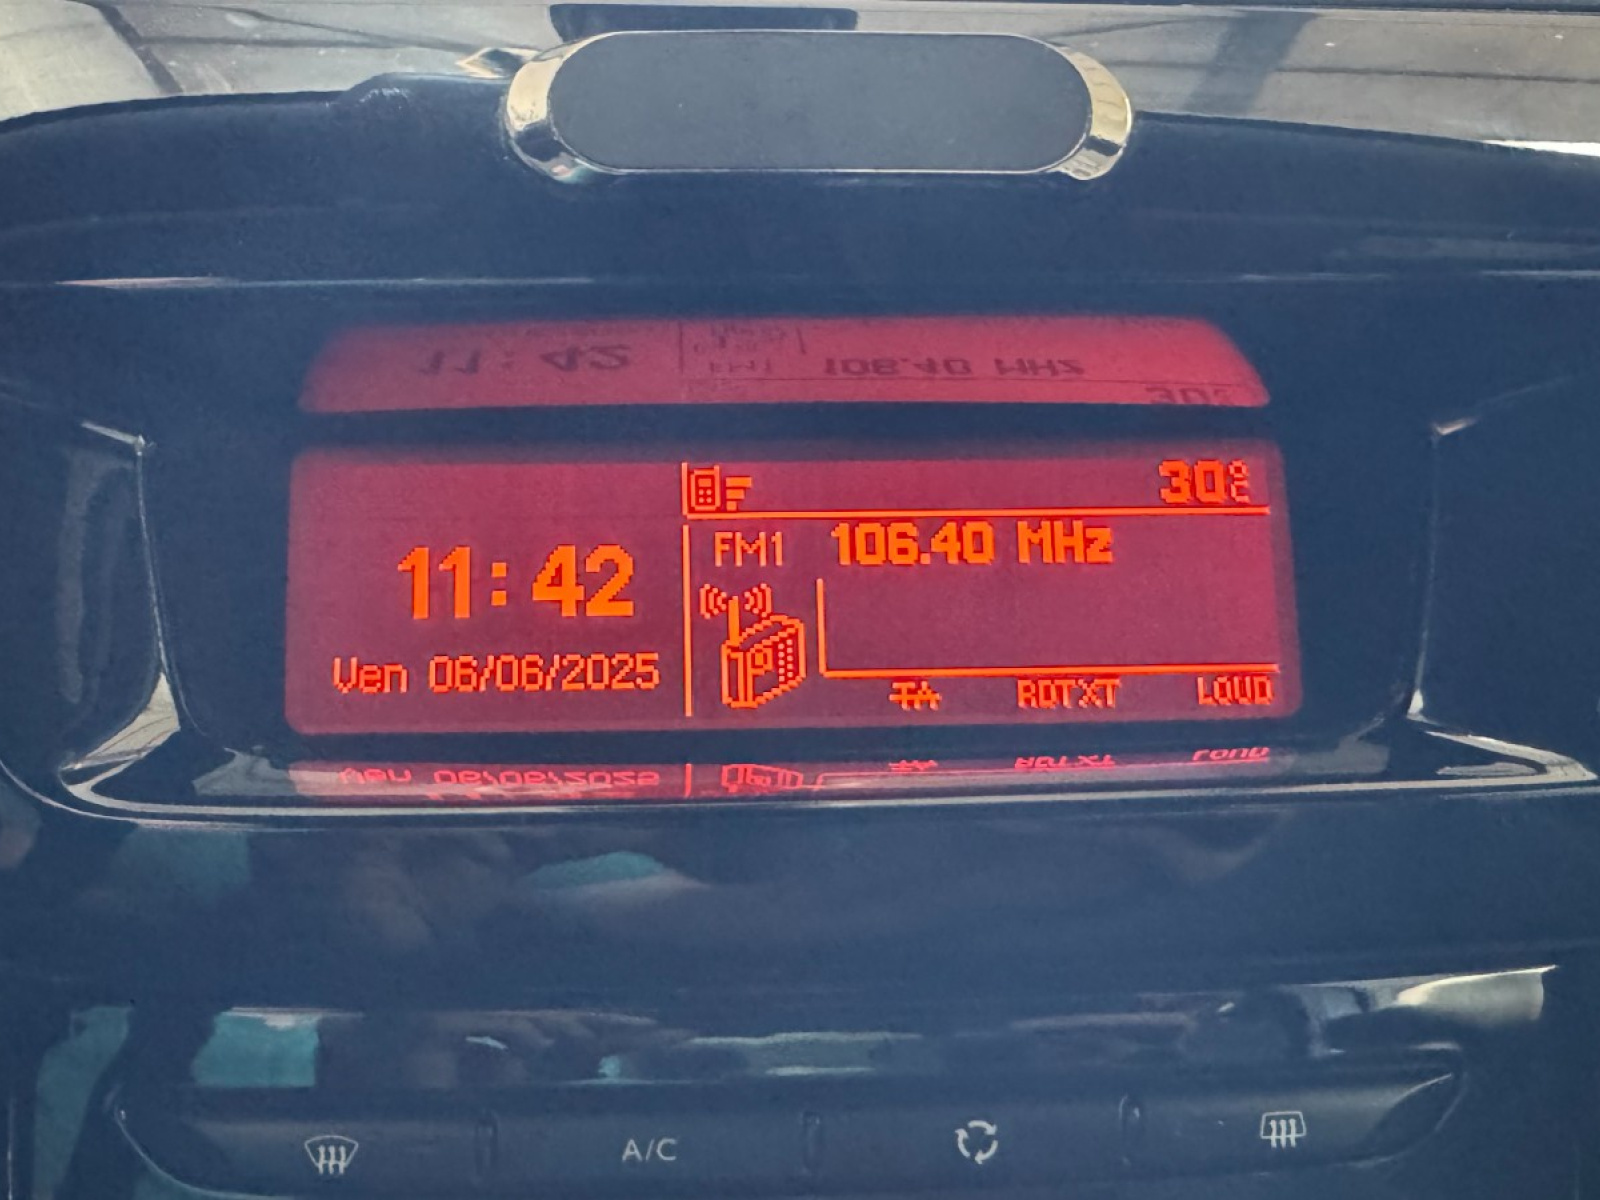 30°C
FM1 106.40 MHz
11:42
Ven 06/06/2025
TA RDTXT LOUD
A/C